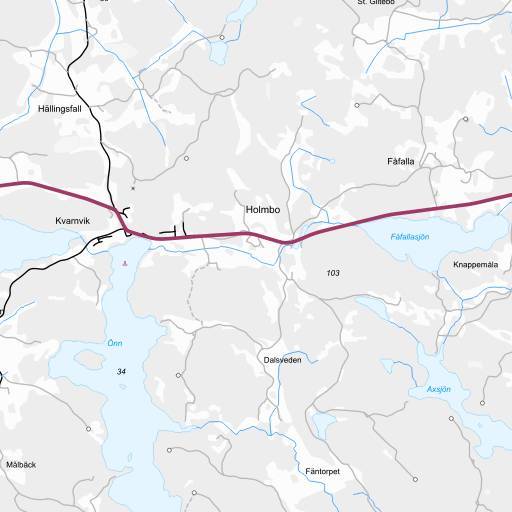 St. Gillebo
Hällingsfall
Fåfalla
Holmbo
Kvarnvik
Fåfallasjön
Knappemåla
103
Önn
Dalsveden
34
Axsjön
Målbäck
Fäntorpet